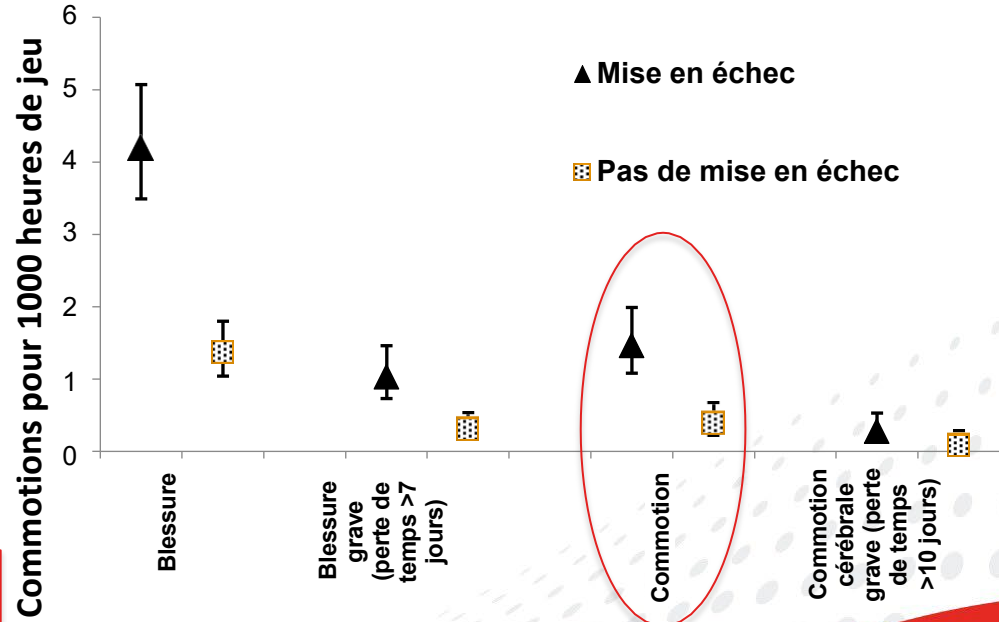 Commotions pour 1000 heures de jeu
6
5
4
3
2
1
0
Mise en échec
Pas de mise en échec
Blessure
Blessure
grave
(perte de
temps >7
jours)
Commotion
Commotion
cérébrale
grave (perte
de temps
>10 jours)